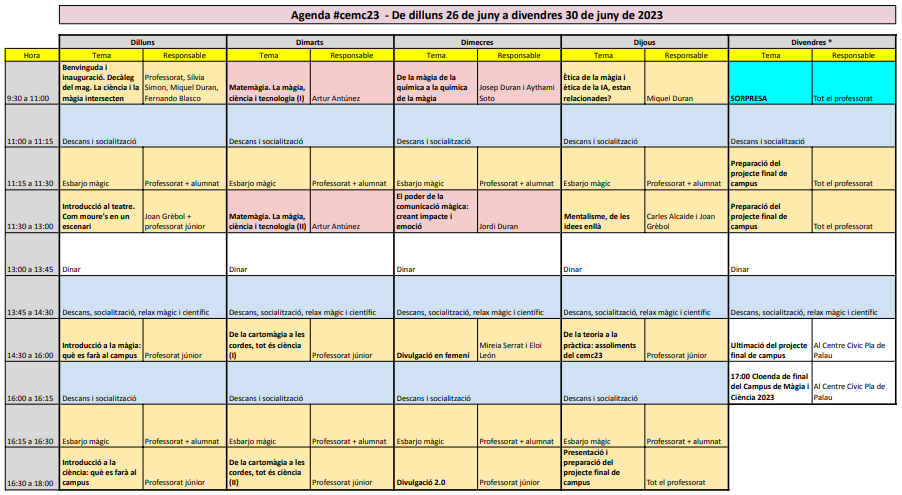 Agenda #cemc23 - De dilluns 26 de juny a divendres 30 de juny de 2023
Dilluns Dimarts Dimecres Dijous Divendres *
Hora Tema Responsable Tema Responsable Tema Responsable Tema Responsable Tema Responsable
9:30 a 11:00
Benvinguda i
inauguració. Decàleg
del mag. La ciència i la
màgia intersecten
Professorat, Sílvia
Simon, Miquel Duran,
Fernando Blasco
Matemàgia. La màgia,
ciència i tecnologia (I)
Artur Antúnez
De la màgia de la
química a la química
de la màgia
Josep Duran i Aythami
Soto
Ètica de la màgia i
ètica de la IA, estan
relacionades?
Miquel Duran
SORPRESA
Tot el professorat
11:00 a 11:15
Descans i socialització
Descans i socialització
Descans i socialització
Descans i socialització
Descans i socialització
11:15 a 11:30
Esbarjo màgic
Professorat + alumnat
Esbarjo màgic
Professorat + alumnat
Esbarjo màgic
Professorat + alumnat
Esbarjo màgic
Professorat + alumnat
Preparació del
projecte final de
campus
Tot el professorat
11:30 a 13:00
Introducció al teatre.
Com moure's en un
escenari
Joan Grèbol +
professorat júnior
Matemàgia. La màgia,
ciència i tecnologia (II)
Artur Antúnez
El poder de la
comunicació màgica:
creant impacte i
emoció
Jordi Duran
Mentalisme, de les
idees enllà
Carles Alcaide i Joan
Grèbol
Preparació del
projecte final de
campus
Tot el professorat
13:00 a 13:45
Dinar
Dinar
Dinar
Dinar
Dinar
13:45 a 14:30
Descans, socialització, relax màgic i científic
Descans, socialització, relax màgic i científic
Descans, socialització, relax màgic i científic
Descans, socialització, relax màgic i científic
Descans, socialització, relax màgic i científic
14:30 a 16:00
Introducció a la màgia:
què es farà al campus
Professorat júnior
De la cartomàgia a les
cordes, tot és ciència
(I)
Professorat júnior
Divulgació en femení
Mireia Serrat i Eloi
León
De la teoria a la
pràctica: assoliments
del cemc23
Professorat júnior
Ultimació del projecte
final de campus
Al Centre Cívic Pla de
Palau
16:00 a 16:15
Descans i socialització
Descans i socialització
Descans i socialització
Descans i socialització
17:00 Cloenda de final
del Campus de Màgia i
Ciència 2023
Al Centre Cívic Pla de
Palau
16:15 a 16:30
Esbarjo màgic
Professorat + alumnat
Esbarjo màgic
Professorat + alumnat
Esbarjo màgic
Professorat + alumnat
Esbarjo màgic
Professorat + alumnat
16:30 a 18:00
Introducció a la
ciència: què es farà al
campus
Professorat júnior
De la cartomàgia a les
cordes, tot és ciència
(II)
Professorat júnior
Divulgació 2.0
Professorat júnior
Presentació i
preparació del
projecte final de
campus
Tot el professorat